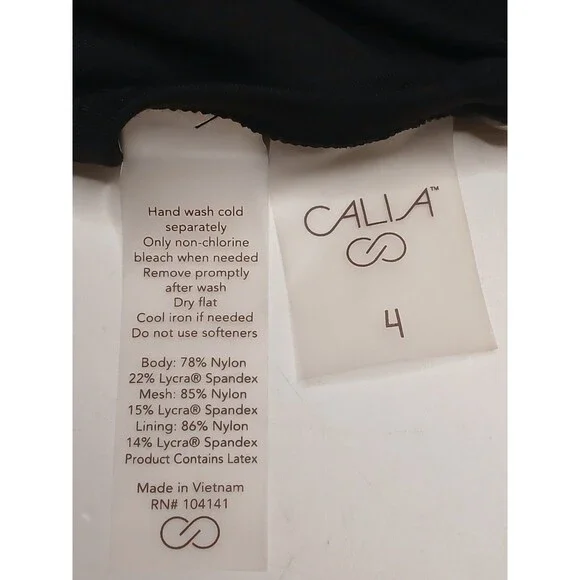 Hand wash cold
separately
Only non-chlorine
bleach when needed
Remove promptly
after wash
Dry flat
Cool iron if needed
Do not use softeners
Body: 78% Nylon
22% Lycra® Spandex
Mesh: 85% Nylon
15% Lycra® Spandex
Lining: 86% Nylon
14% Lycra® Spandex
Product Contains Latex
Made in Vietnam
RN# 104141
CALIA™
4